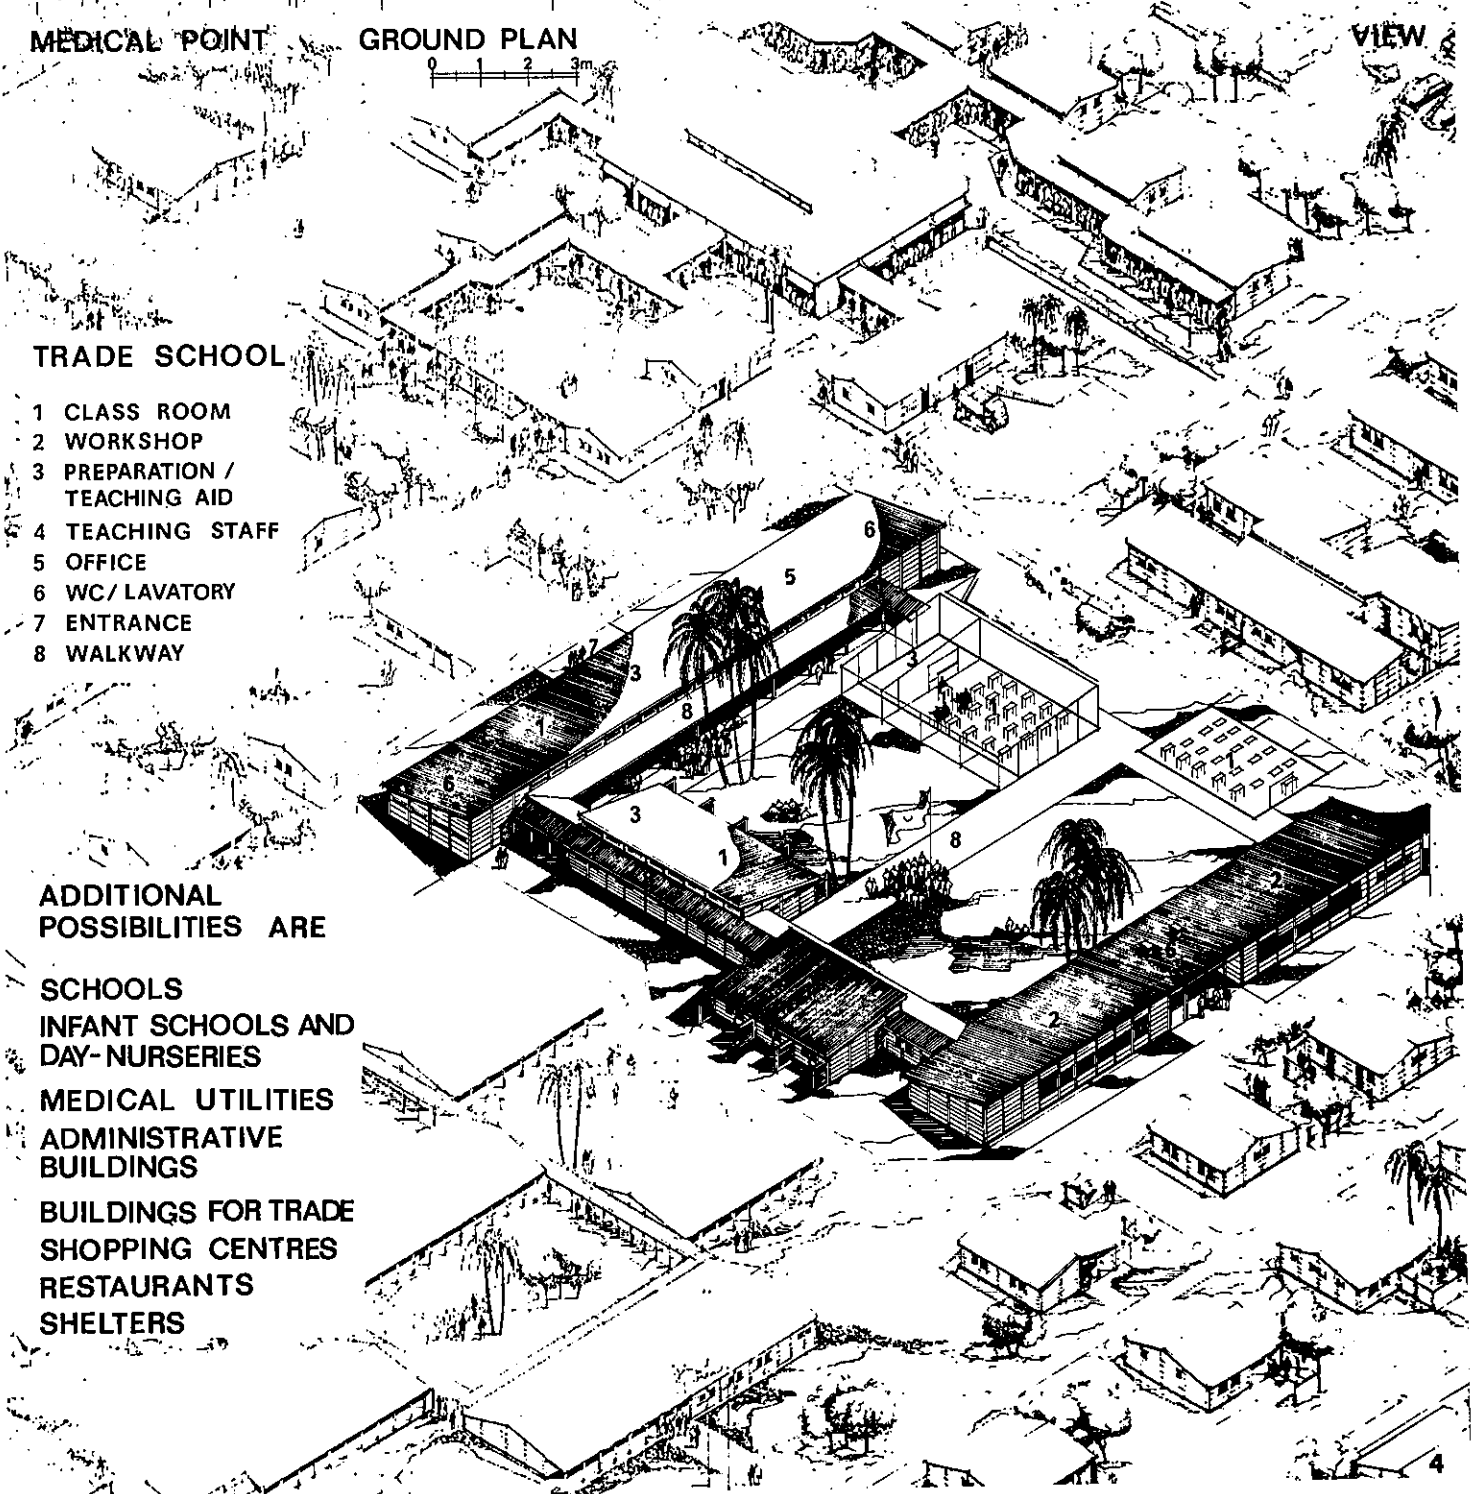 MEDICAL POINT
GROUND PLAN
VIEW
0 1 2 3m
TRADE SCHOOL
1 CLASS ROOM
2 WORKSHOP
3 PREPARATION /
TEACHING AID
4 TEACHING STAFF
5 OFFICE
6 WC/ LAVATORY
7 ENTRANCE
8 WALKWAY
6
5
7
3
3
8
1
1
1
6
3
8
1
2
2
ADDITIONAL
POSSIBILITIES ARE
SCHOOLS
INFANT SCHOOLS AND
DAY-NURSERIES
MEDICAL UTILITIES
ADMINISTRATIVE
BUILDINGS
BUILDINGS FOR TRADE
SHOPPING CENTRES
RESTAURANTS
SHELTERS
4